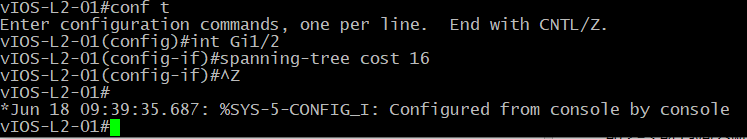 vIOS-L2-01#conf t
Enter configuration commands, one per line.  End with CNTL/Z.
vIOS-L2-01(config)#int Gi1/2
vIOS-L2-01(config-if)#spanning-tree cost 16
vIOS-L2-01(config-if)#^Z
vIOS-L2-01#
*Jun 18 09:39:35.687: %SYS-5-CONFIG_I: Configured from console by console
vIOS-L2-01#